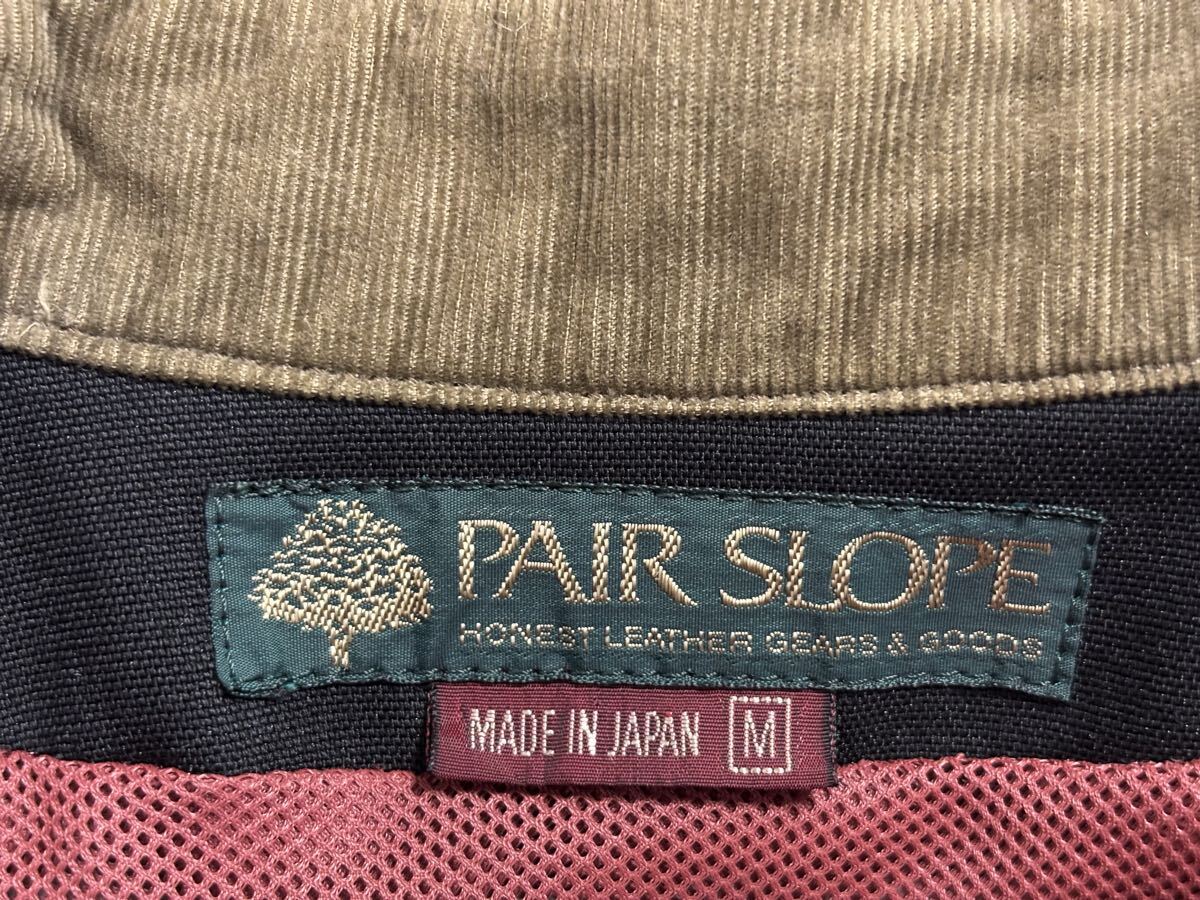 PAIR SLOPE
HONEST LEATHER GEARS & GOODS
MADE IN JAPAN M